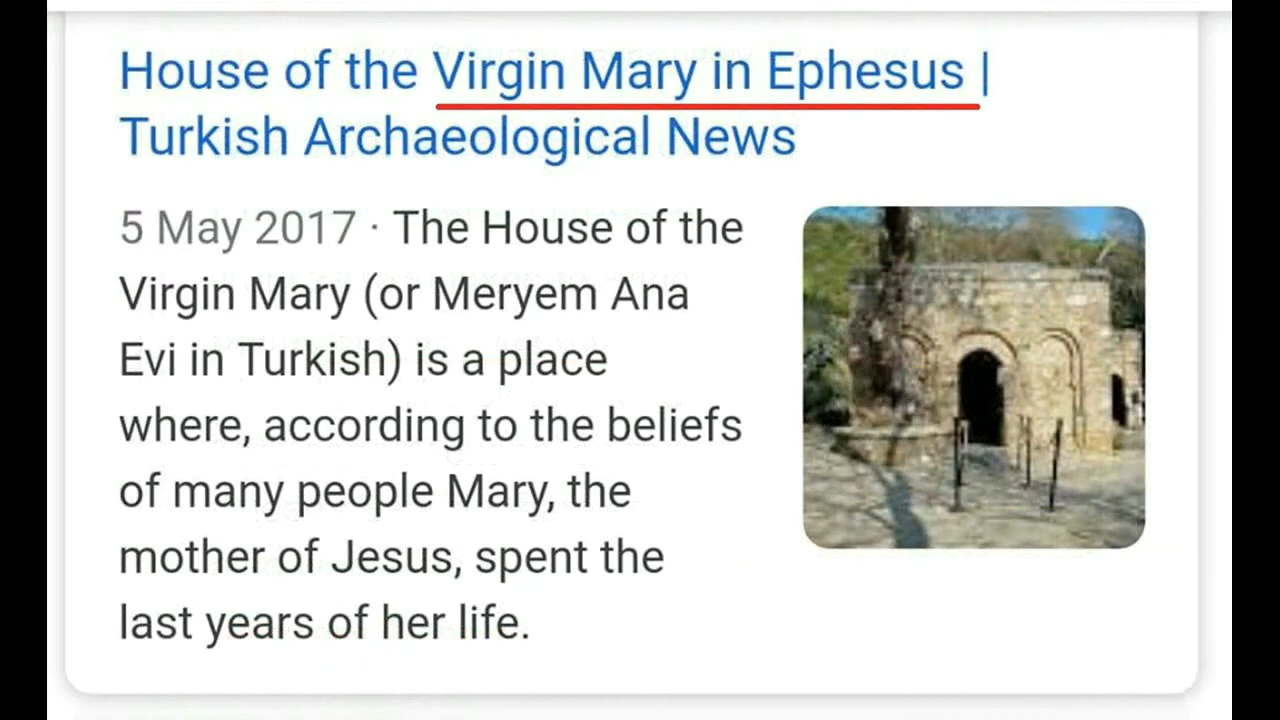 House of the Virgin Mary in Ephesus |
Turkish Archaeological News
5 May 2017 · The House of the
Virgin Mary (or Meryem Ana
Evi in Turkish) is a place
where, according to the beliefs
of many people Mary, the
mother of Jesus, spent the
last years of her life.